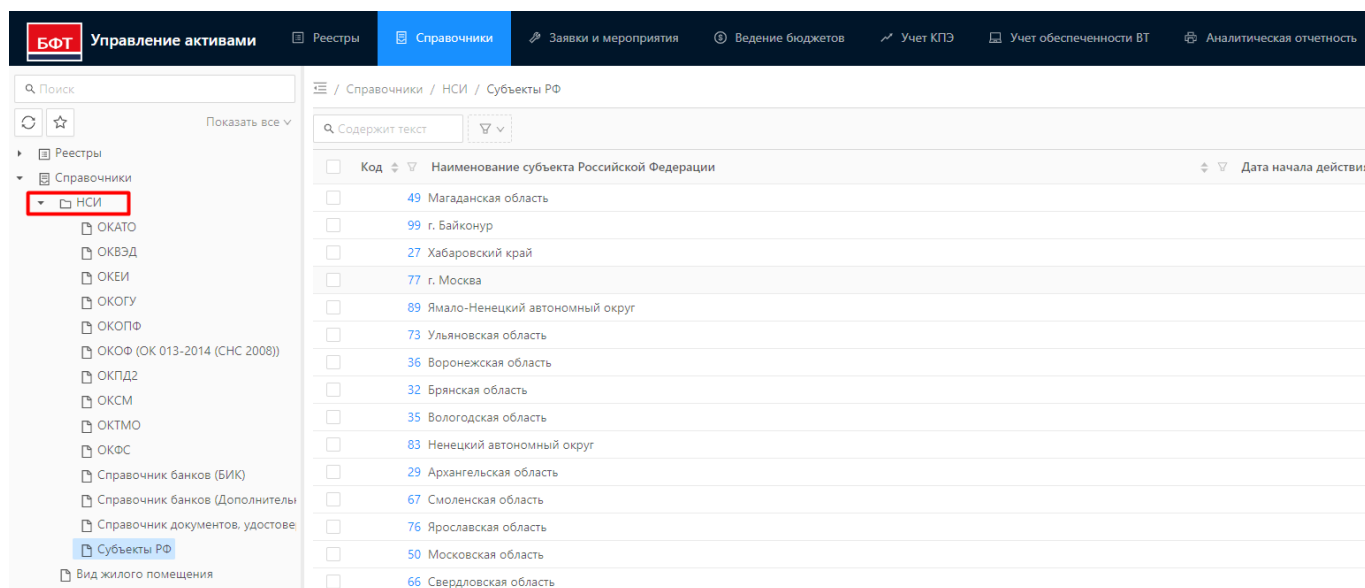 БФТ Управление активами Реестры Справочники Заявки и мероприятия Ведение бюджетов Учет КПЭ Учет обеспеченности ВТ Аналитическая отчетность
Поиск
/ Справочники / НСИ / Субъекты РФ
Показать все
Содержит текст
Реестры
Справочники
НСИ
ОКАТО
ОКВЭД
ОКЕИ
ОКОГУ
ОКОПФ
ОКОФ (ОК 013-2014 (СНС 2008))
ОКПД2
ОКСМ
ОКТМО
ОКФС
Справочник банков (БИК)
Справочник банков (Дополнительн
Справочник документов, удостове
Субъекты РФ
Вид жилого помещения
Код Наименование субъекта Российской Федерации Дата начала действия
49 Магаданская область
99 г. Байконур
27 Хабаровский край
77 г. Москва
89 Ямало-Ненецкий автономный округ
73 Ульяновская область
36 Воронежская область
32 Брянская область
35 Вологодская область
83 Ненецкий автономный округ
29 Архангельская область
67 Смоленская область
76 Ярославская область
50 Московская область
66 Свердловская область